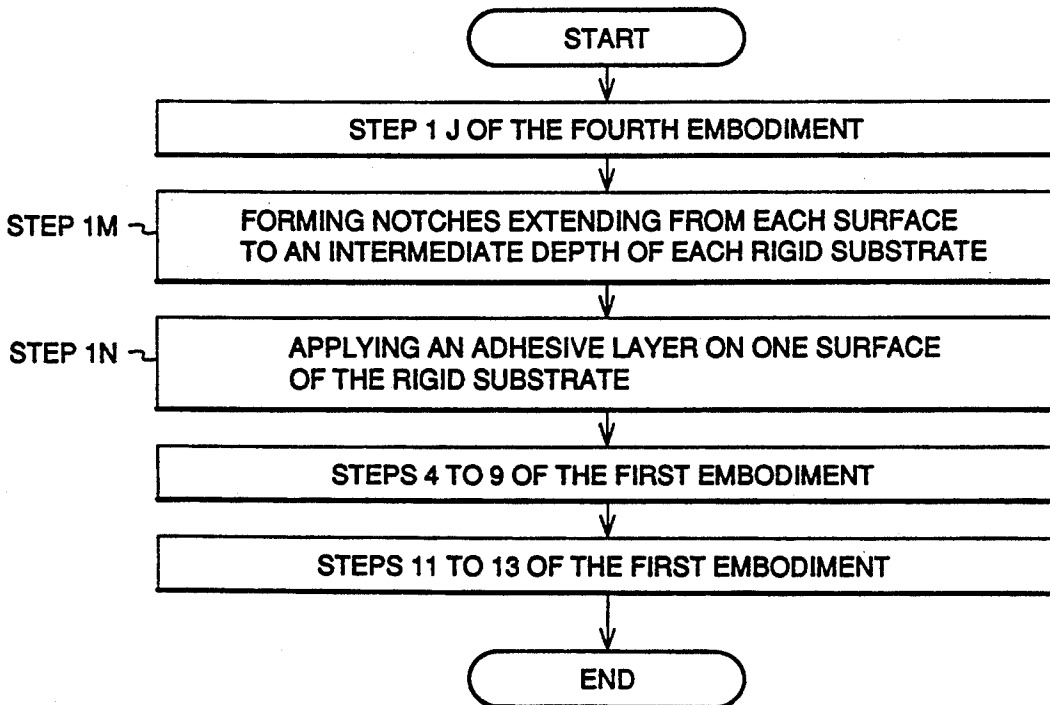 START
STEP 1 J OF THE FOURTH EMBODIMENT
STEP 1M
FORMING NOTCHES EXTENDING FROM EACH SURFACE
TO AN INTERMEDIATE DEPTH OF EACH RIGID SUBSTRATE
STEP 1N
APPLYING AN ADHESIVE LAYER ON ONE SURFACE
OF THE RIGID SUBSTRATE
STEPS 4 TO 9 OF THE FIRST EMBODIMENT
STEPS 11 TO 13 OF THE FIRST EMBODIMENT
END